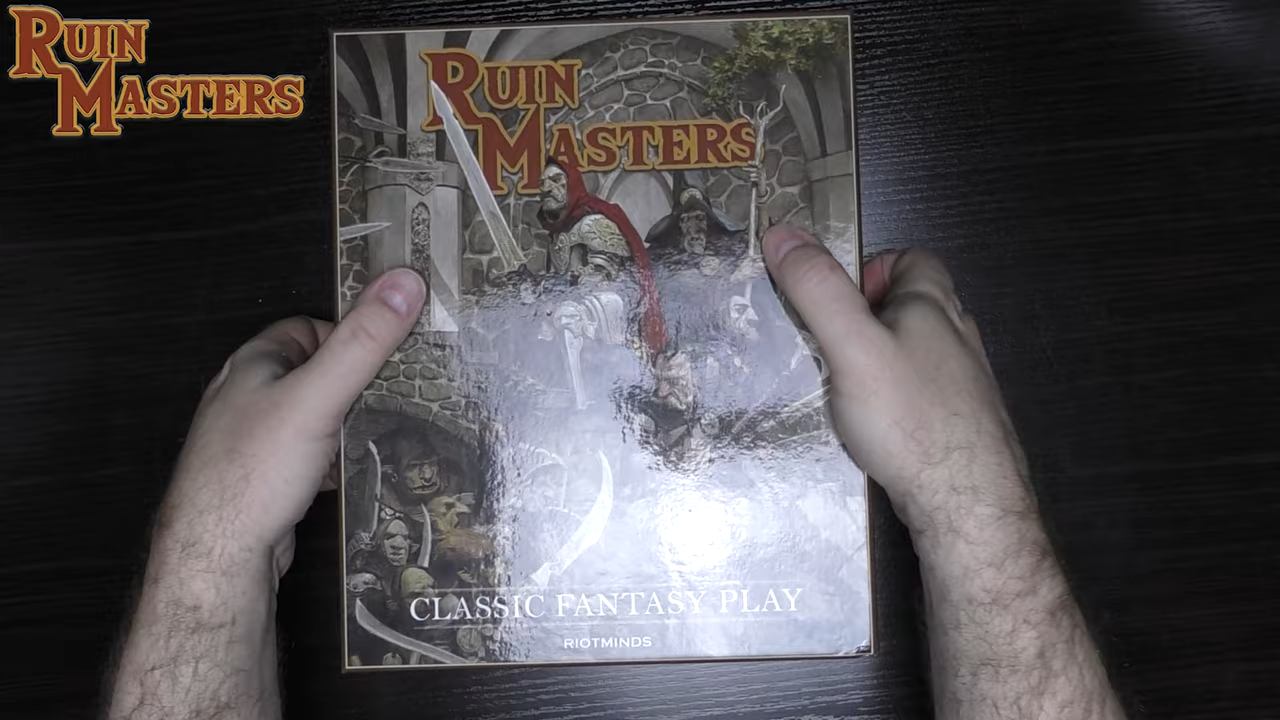 RUIN
MASTERS
RUIN
MASTERS
CLASSIC FANTASY PLAY
RIOTMINDS